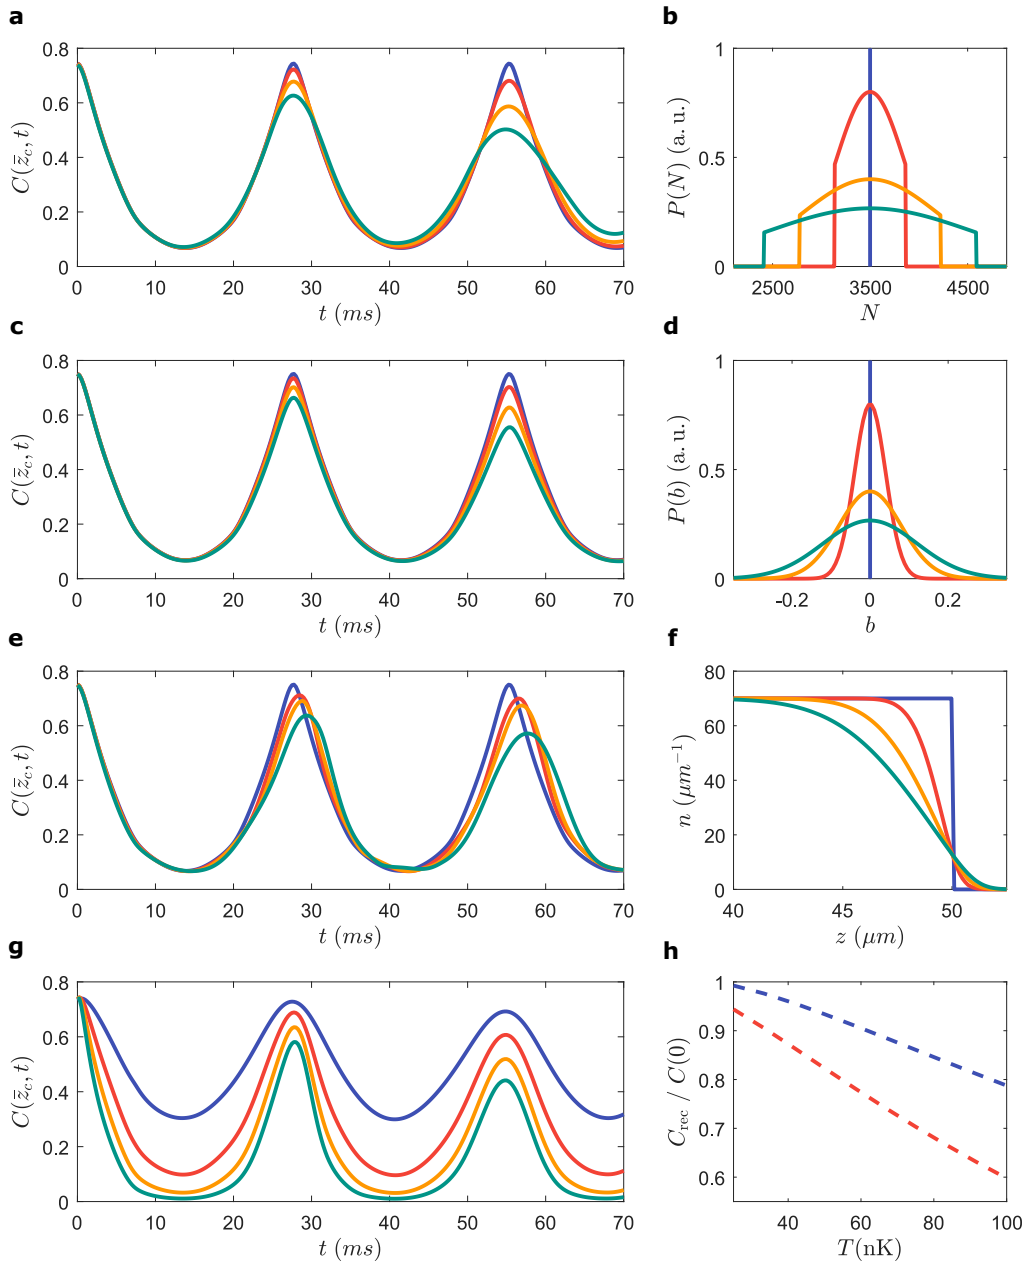 a
0.8
0.6
0.4
0.2
0
C(z̄_c, t)
0 10 20 30 40 50 60 70
t (ms)
b
1
0.5
0
P(N) (a. u.)
2500 3500 4500
N
c
0.8
0.6
0.4
0.2
0
C(z̄_c, t)
0 10 20 30 40 50 60 70
t (ms)
d
1
0.5
0
P(b) (a. u.)
-0.2 0 0.2
b
e
0.8
0.6
0.4
0.2
0
C(z̄_c, t)
0 10 20 30 40 50 60 70
t (ms)
f
80
60
40
20
0
n (μm⁻¹)
40 45 50
z (μm)
g
0.8
0.6
0.4
0.2
0
C(z̄_c, t)
0 10 20 30 40 50 60 70
t (ms)
h
1
0.9
0.8
0.7
0.6
C_rec / C(0)
40 60 80 100
T(nK)